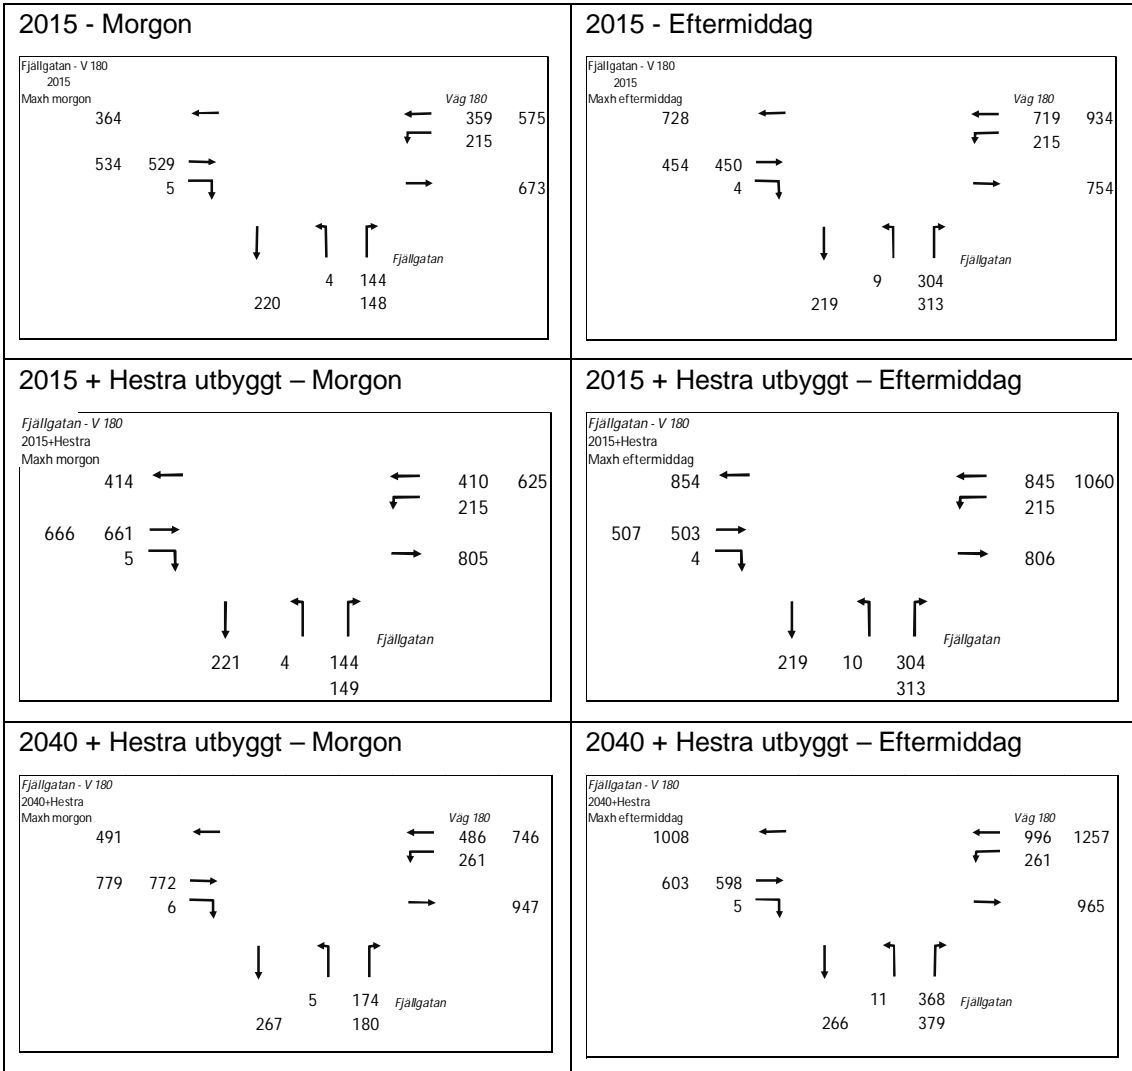 2015 - Morgon
Fjällgatan - V 180
2015
Maxh morgon
Väg 180
364 359 575
215
534 529
5 673
Fjällgatan
4 144
220 148
2015 - Eftermiddag
Fjällgatan - V 180
2015
Maxh eftermiddag
Väg 180
728 719 934
215
454 450
4 754
Fjällgatan
9 304
219 313
2015 + Hestra utbyggt – Morgon
Fjällgatan - V 180
2015+Hestra
Maxh morgon
414 410 625
215
666 661
5 805
Fjällgatan
221 4 144
149
2015 + Hestra utbyggt – Eftermiddag
Fjällgatan - V 180
2015+Hestra
Maxh eftermiddag
854 845 1060
215
507 503
4 806
Fjällgatan
219 10 304
313
2040 + Hestra utbyggt – Morgon
Fjällgatan - V 180
2040+Hestra
Maxh morgon
Väg 180
491 486 746
261
779 772
6 947
5 174 Fjällgatan
267 180
2040 + Hestra utbyggt – Eftermiddag
Fjällgatan - V 180
2040+Hestra
Maxh eftermiddag
Väg 180
1008 996 1257
261
603 598
5 965
11 368 Fjällgatan
266 379